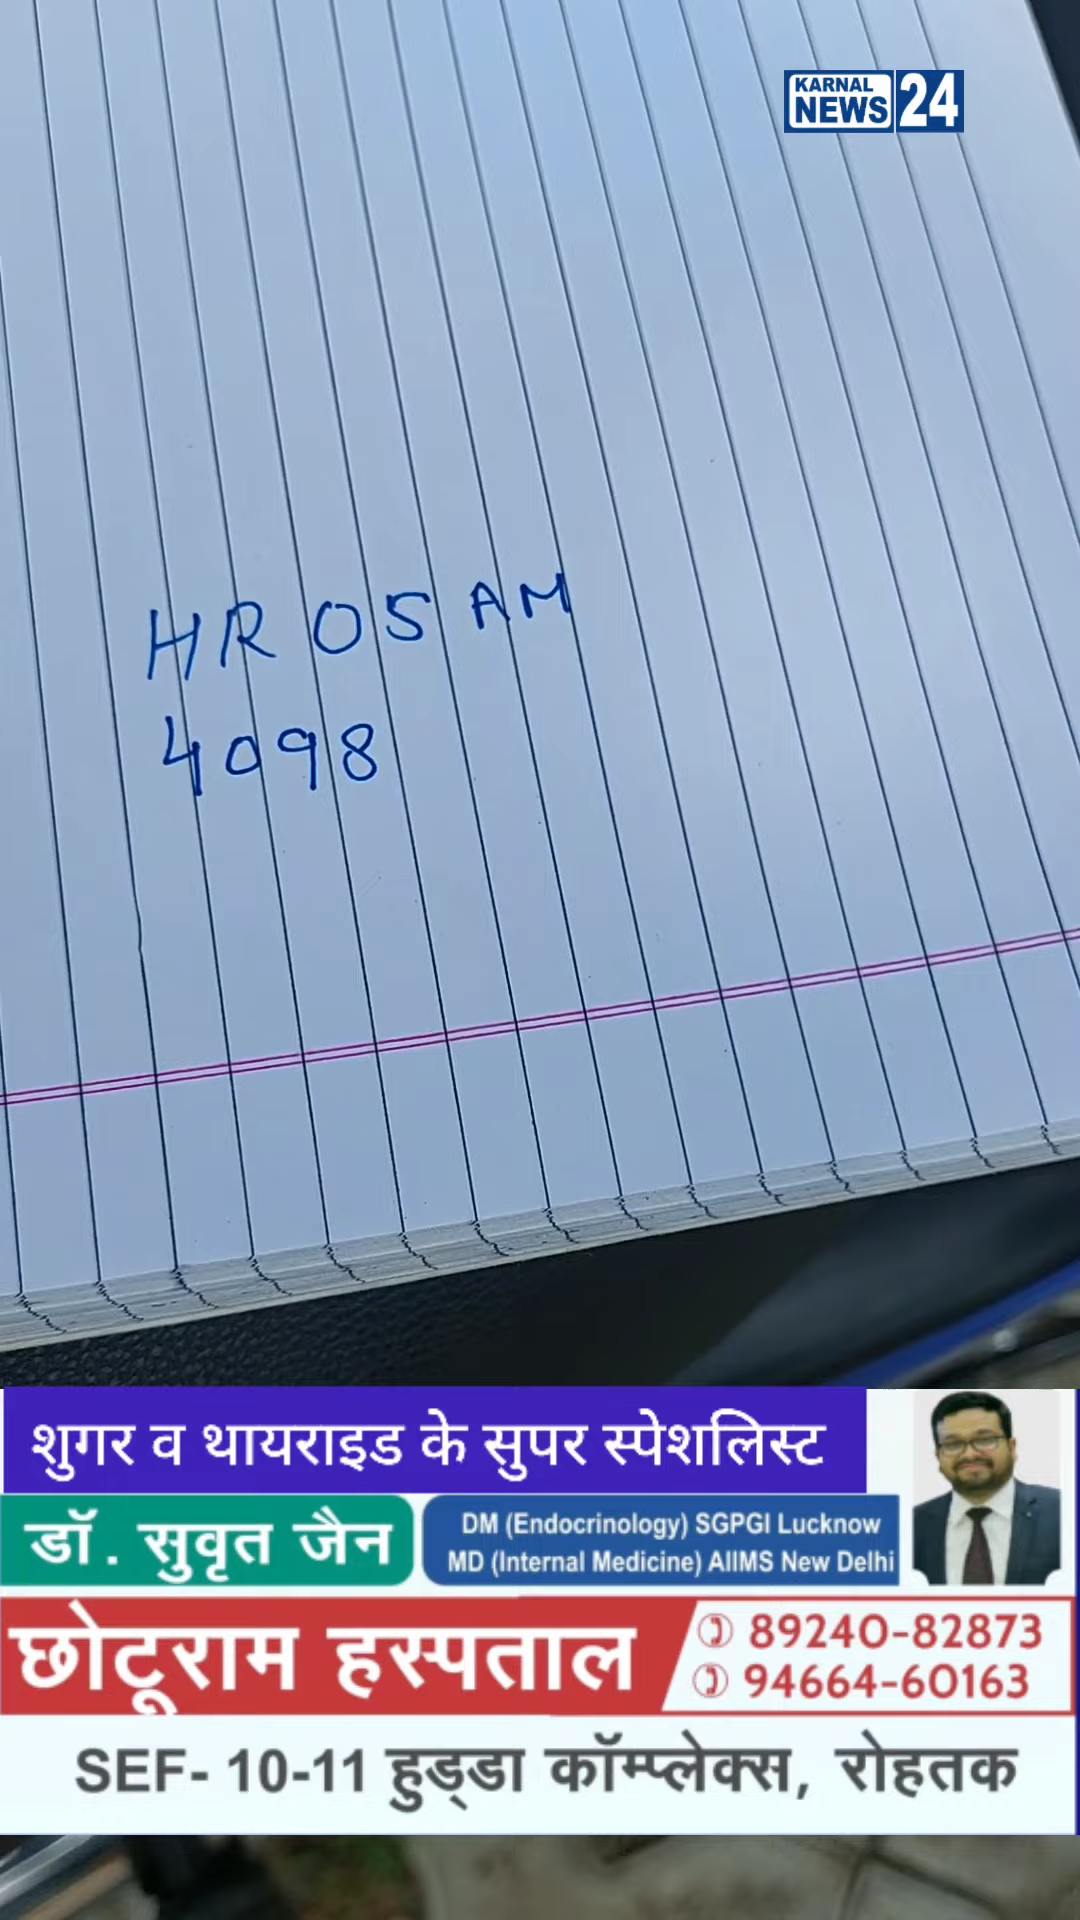 KARNAL
NEWS 24
HR 05 AM
4098
शुगर व थायराइड के सुपर स्पेशलिस्ट
डॉ. सुवृत जैन
DM (Endocrinology) SGPGI Lucknow
MD (Internal Medicine) AIIMS New Delhi
छोटूराम हस्पताल
89240-82873
94664-60163
SEF- 10-11 हुड्डा कॉम्प्लेक्स, रोहतक